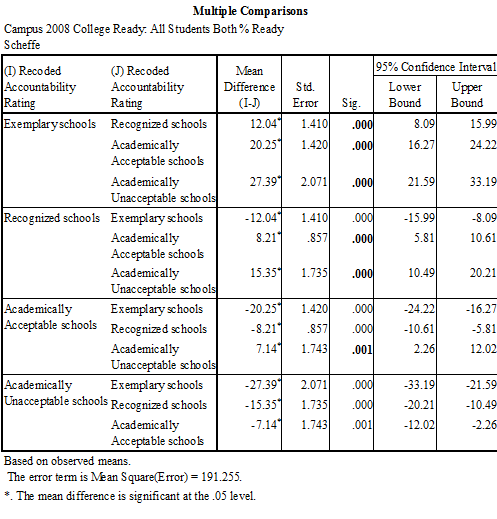 Multiple Comparisons
Campus 2008 College Ready: All Students Both % Ready
Scheffe
95% Confidence Interval
(I) Recoded Accountability Rating (J) Recoded Accountability Rating Mean Difference (I-J) Std. Error Sig. Lower Bound Upper Bound
Exemplary schools Recognized schools 12.04* 1.410 .000 8.09 15.99
Academically Acceptable schools 20.25* 1.420 .000 16.27 24.22
Academically Unacceptable schools 27.39* 2.071 .000 21.59 33.19
Recognized schools Exemplary schools -12.04* 1.410 .000 -15.99 -8.09
Academically Acceptable schools 8.21* .857 .000 5.81 10.61
Academically Unacceptable schools 15.35* 1.735 .000 10.49 20.21
Academically Acceptable schools Exemplary schools -20.25* 1.420 .000 -24.22 -16.27
Recognized schools -8.21* .857 .000 -10.61 -5.81
Academically Unacceptable schools 7.14* 1.743 .001 2.26 12.02
Academically Unacceptable schools Exemplary schools -27.39* 2.071 .000 -33.19 -21.59
Recognized schools -15.35* 1.735 .000 -20.21 -10.49
Academically Acceptable schools -7.14* 1.743 .001 -12.02 -2.26
Based on observed means.
The error term is Mean Square(Error) = 191.255.
*. The mean difference is significant at the .05 level.